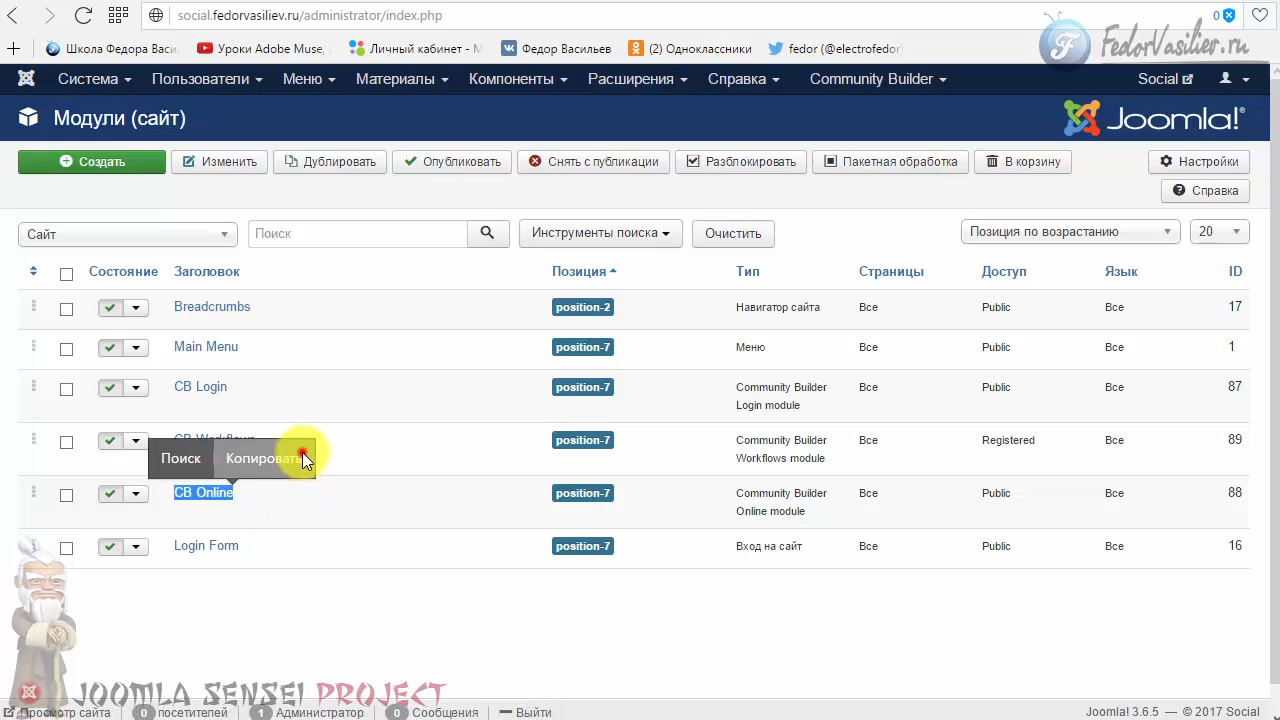 social.fedorvasiliev.ru/administrator/index.php
0
Школа Федора Васи.
Уроки Adobe Muse,
Личный кабинет - М
Федор Васильев
(2) Одноклассники
fedor (@electrofedor)
FedorVasiliev.ru
Система
Пользователи
Меню
Материалы
Компоненты
Расширения
Справка
Community Builder
Social
Модули (сайт)
Joomla!®
Создать
Изменить
Дублировать
Опубликовать
Снять с публикации
Разблокировать
Пакетная обработка
В корзину
Настройки
Справка
Сайт
Поиск
Инструменты поиска
Очистить
Позиция по возрастанию
20
Состояние Заголовок Позиция Тип Страницы Доступ Язык ID
Breadcrumbs position-2 Навигатор сайта Все Public Все 17
Main Menu position-7 Меню Все Public Все 1
CB Login position-7 Community Builder Все Public Все 87
Login module
CB Workflows position-7 Community Builder Все Registered Все 89
Workflows module
Поиск Копировать
CB Online position-7 Community Builder Все Public Все 88
Online module
Login Form position-7 Вход на сайт Все Public Все 16
JOOMLA SENSEI PROJECT
Просмотр сайта 0 посетителей 1 Администратор 0 Сообщения Выйти
Joomla! 3.6.5 — © 2017 Social